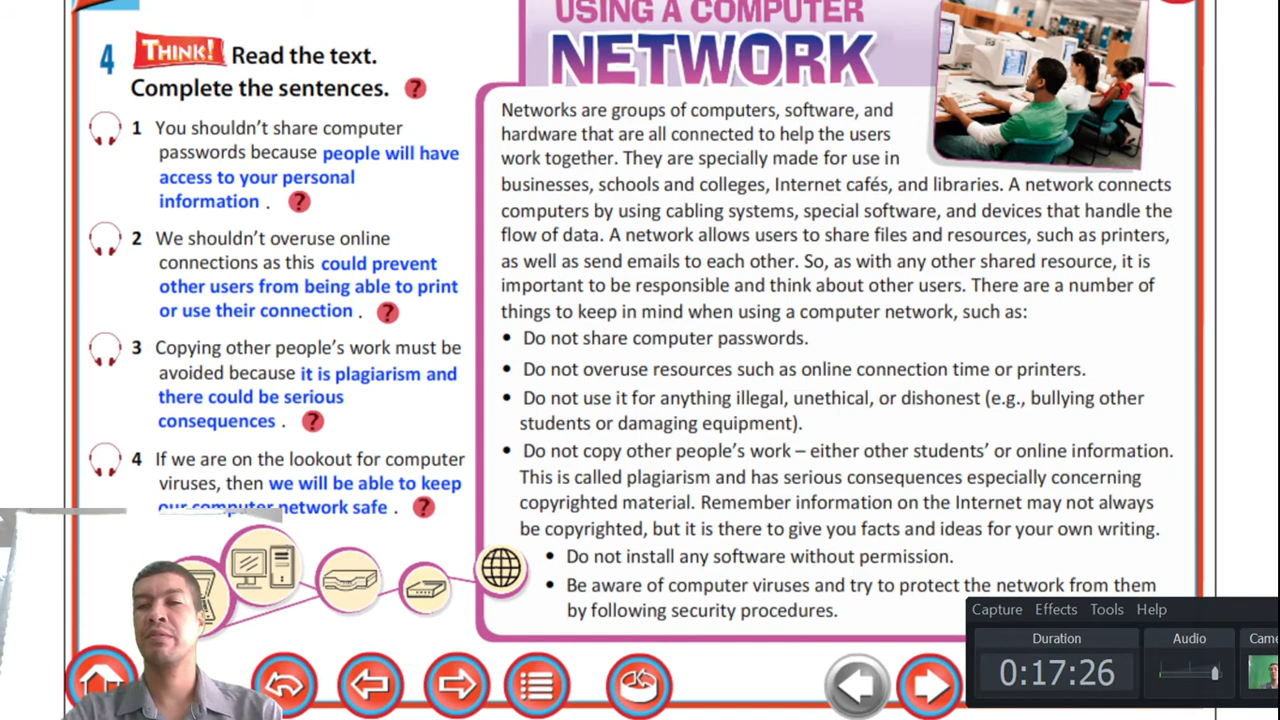 4 THINK! Read the text.
Complete the sentences. ?
1 You shouldn't share computer
passwords because people will have
access to your personal
information . ?
2 We shouldn't overuse online
connections as this could prevent
other users from being able to print
or use their connection . ?
3 Copying other people's work must be
avoided because it is plagiarism and
there could be serious
consequences . ?
4 If we are on the lookout for computer
viruses, then we will be able to keep
our computer network safe . ?
USING A COMPUTER
NETWORK
Networks are groups of computers, software, and
hardware that are all connected to help the users
work together. They are specially made for use in
businesses, schools and colleges, Internet cafés, and libraries. A network connects
computers by using cabling systems, special software, and devices that handle the
flow of data. A network allows users to share files and resources, such as printers,
as well as send emails to each other. So, as with any other shared resource, it is
important to be responsible and think about other users. There are a number of
things to keep in mind when using a computer network, such as:
• Do not share computer passwords.
• Do not overuse resources such as online connection time or printers.
• Do not use it for anything illegal, unethical, or dishonest (e.g., bullying other
students or damaging equipment).
• Do not copy other people's work – either other students' or online information.
This is called plagiarism and has serious consequences especially concerning
copyrighted material. Remember information on the Internet may not always
be copyrighted, but it is there to give you facts and ideas for your own writing.
• Do not install any software without permission.
• Be aware of computer viruses and try to protect the network from them
by following security procedures.
Capture Effects Tools Help
Duration Audio Came
0:17:26